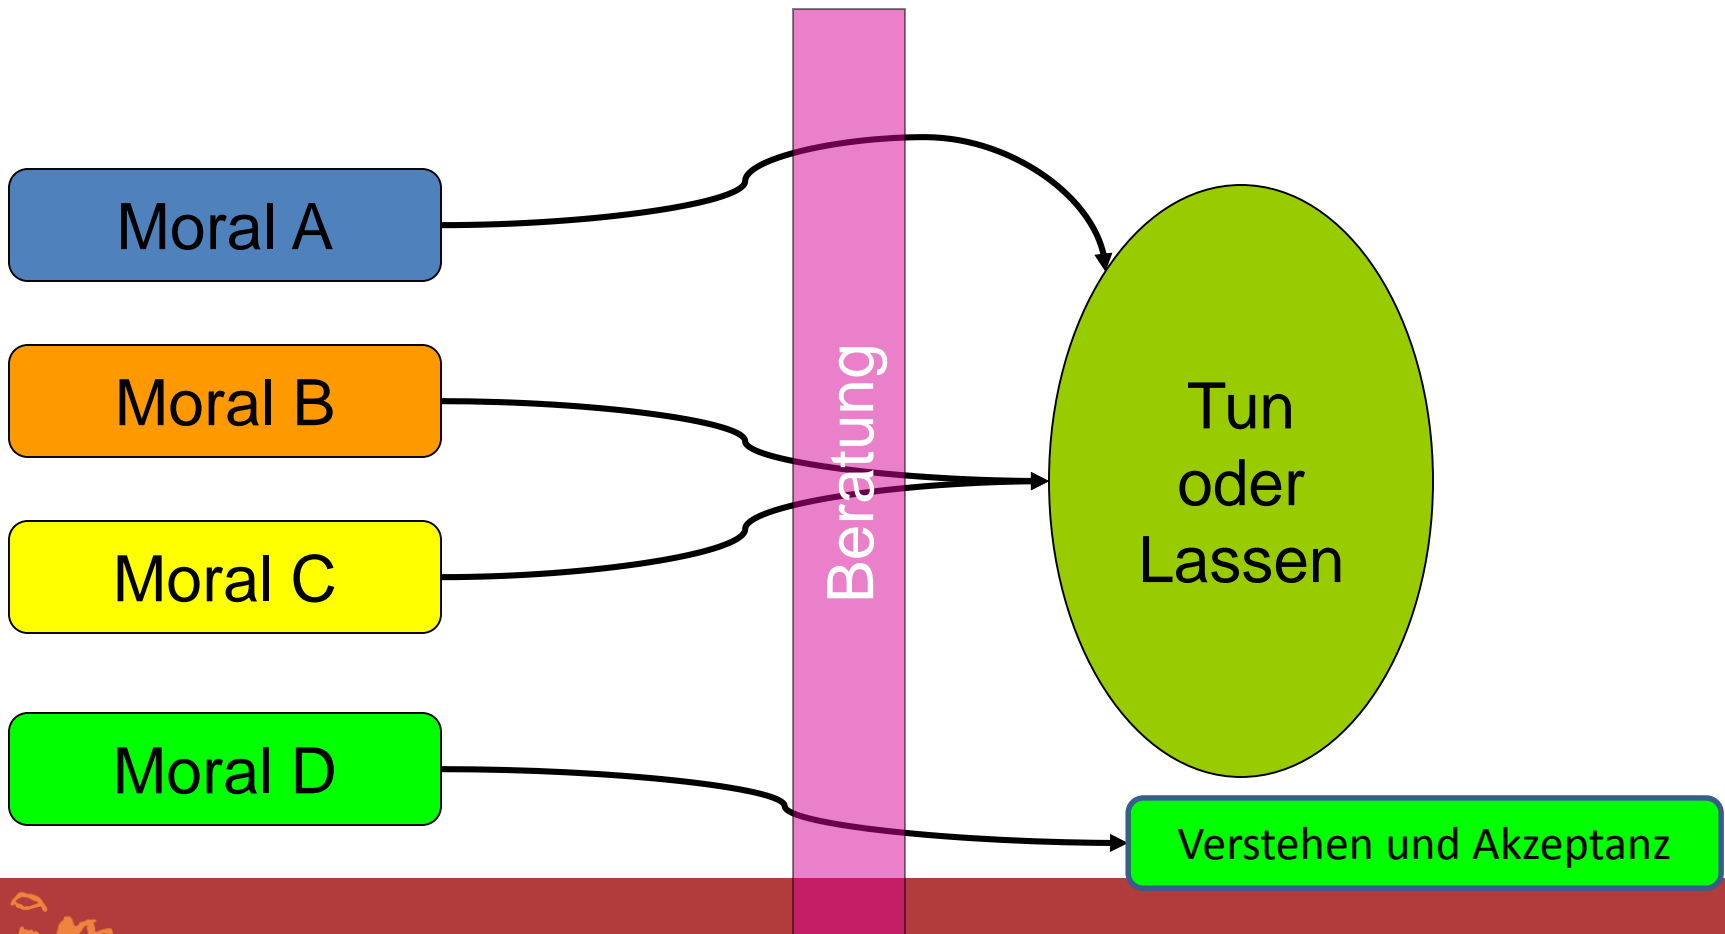 Moral A
Moral B
Moral C
Moral D
Beratung
Tun
oder
Lassen
Verstehen und Akzeptanz